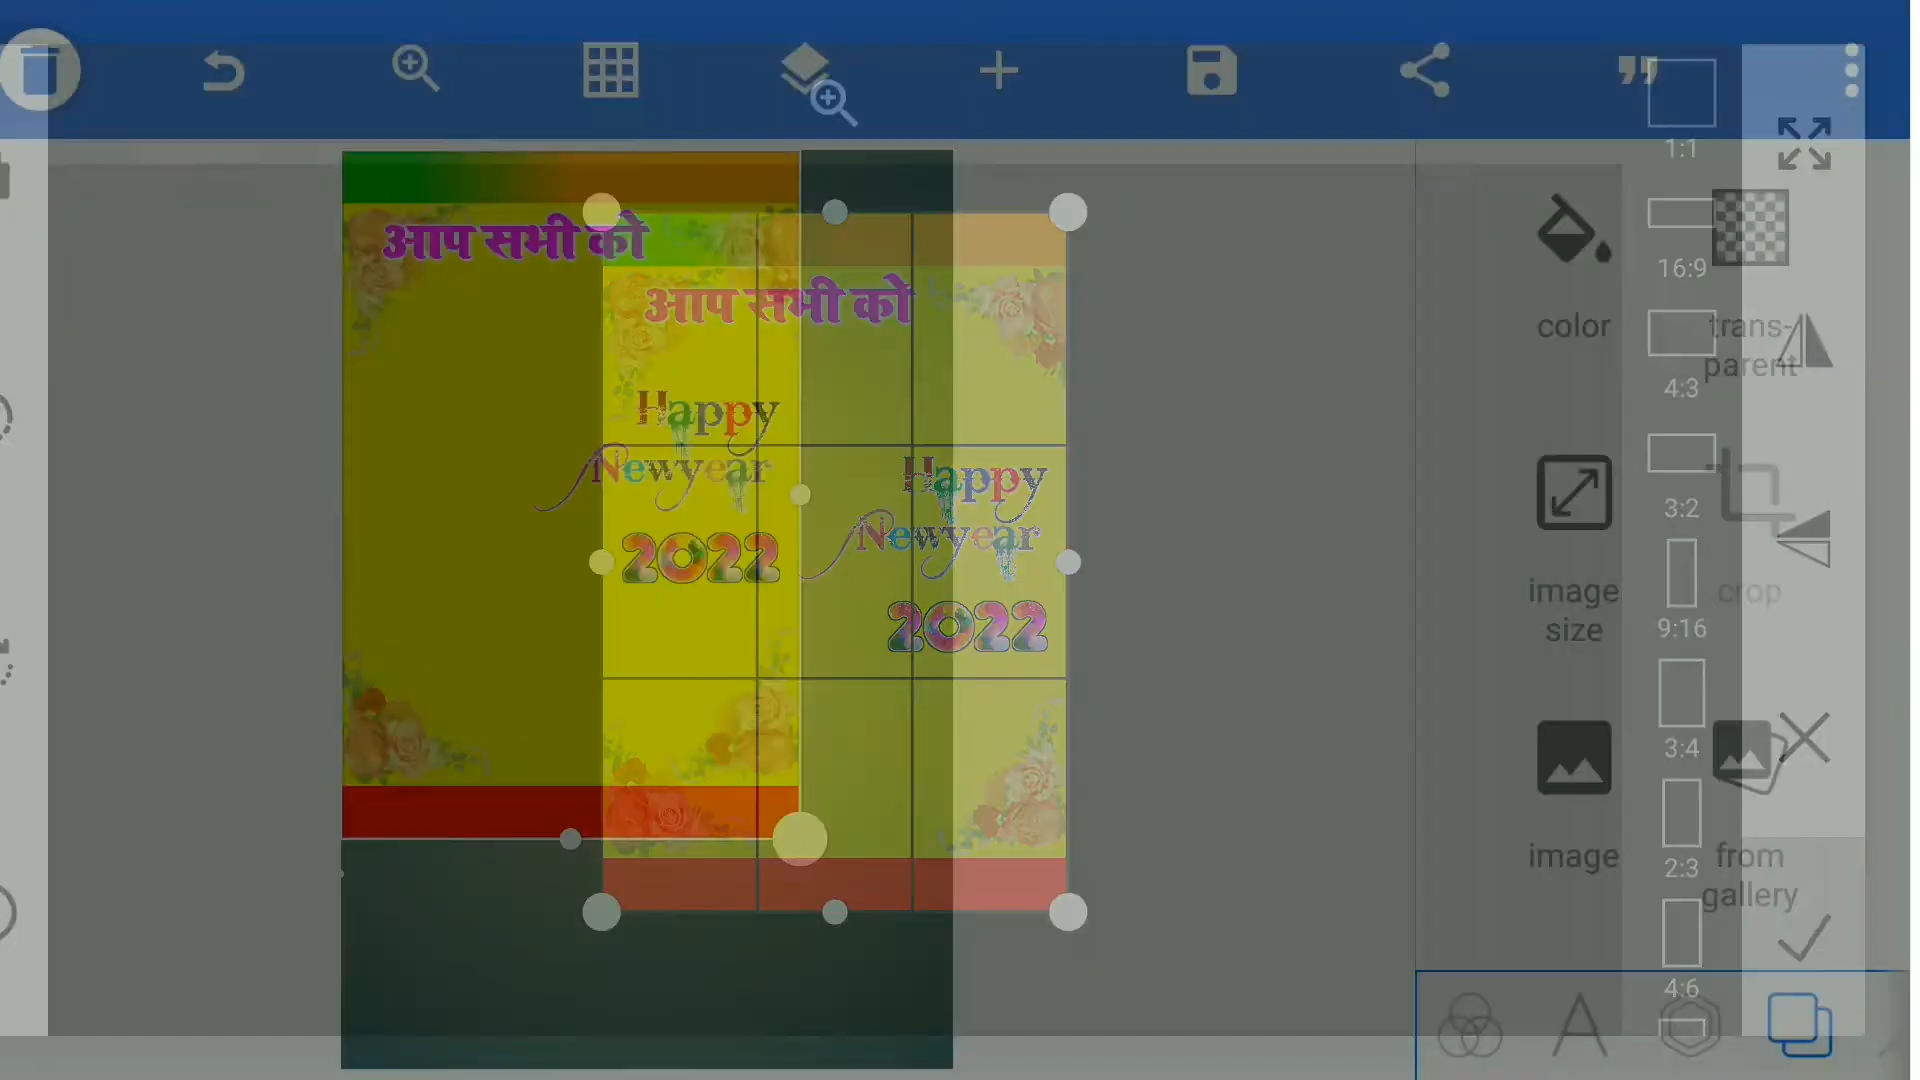 आप सभी को
Happy
Newyear
2022
आप सभी को
Happy
Newyear
2022
color
trans-
parent
image
size
crop
image
from
gallery
1:1
16:9
4:3
3:2
9:16
3:4
2:3
4:6